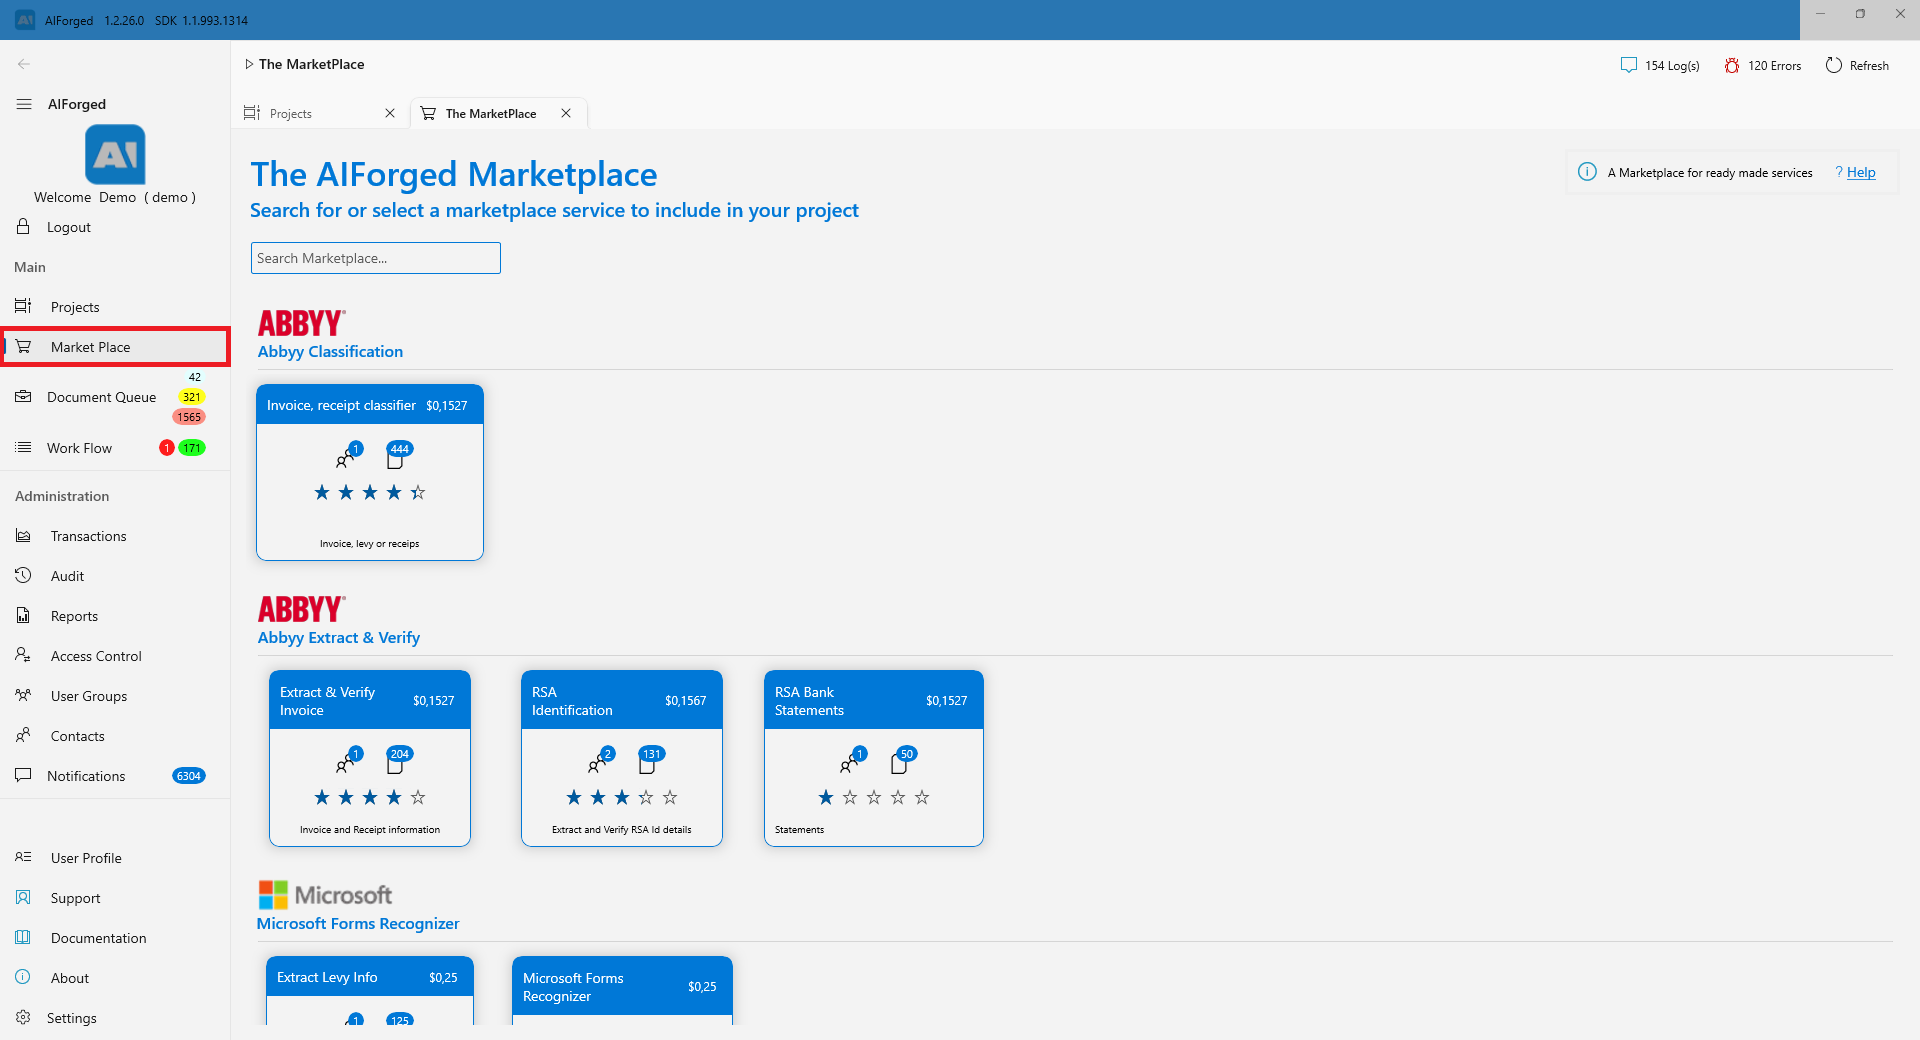 AIForged 1.2.26.0 SDK 1.1.993.1314
The MarketPlace
154 Log(s)
120 Errors
Refresh
AIForged
AI
Welcome Demo ( demo )
Logout
Main
Projects
Market Place
42
Document Queue
321
1565
Work Flow
1
171
Administration
Transactions
Audit
Reports
Access Control
User Groups
Contacts
Notifications
6304
User Profile
Support
Documentation
About
Settings
Projects
The MarketPlace
The AIForged Marketplace
Search for or select a marketplace service to include in your project
A Marketplace for ready made services
? Help
Search Marketplace...
ABBYY
Abbyy Classification
Invoice, receipt classifier $0,1527
1
444
Invoice, levy or receips
ABBYY
Abbyy Extract & Verify
Extract & Verify
Invoice
$0,1527
1
204
Invoice and Receipt information
RSA
Identification
$0,1567
2
131
Extract and Verify RSA Id details
RSA Bank
Statements
$0,1527
1
50
Statements
Microsoft
Microsoft Forms Recognizer
Extract Levy Info $0,25
1
125
Microsoft Forms
Recognizer
$0,25